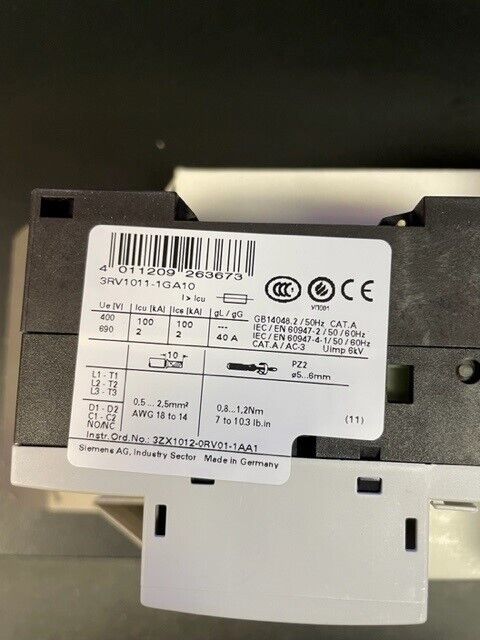 4 011209 263673
3RV1011-1GA10
I > Icu
Ue [V] Icu [kA] Ics [kA] gL / gG
400 100 100 ---
690 2 2 40 A
CCC CE
GB14048.2 / 50Hz CAT.A
IEC / EN 60947-2 / 50 / 60Hz
IEC / EN 60947-4-1 / 50 / 60Hz
CAT.A / AC-3 Uimp 6kV
10
PZ2
ø5...6mm
L1 - T1
L2 - T2
L3 - T3
D1 - D2
C1 - C2
NO/NC
0,5 ... 2,5mm²
AWG 18 to 14
0,8...1,2Nm
7 to 10.3 lb.in
(11)
Instr.Ord.No.: 3ZX1012-0RV01-1AA1
Siemens AG, Industry Sector Made in Germany